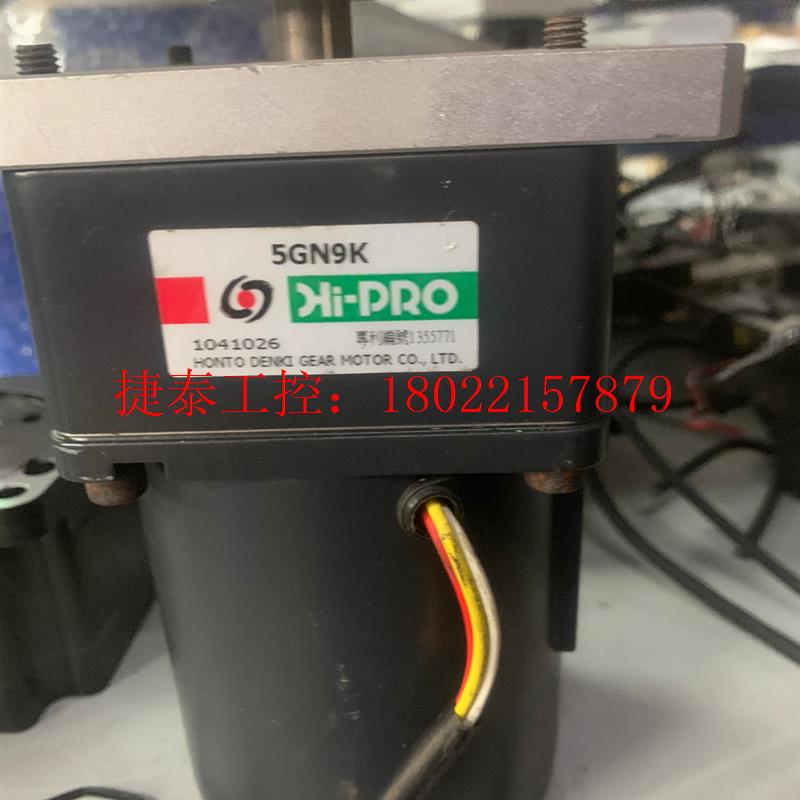 5GN9K
Hi-PRO
1041026 專利編號1355771
HONTO DENKI GEAR MOTOR CO., LTD.
捷泰工控：18022157879